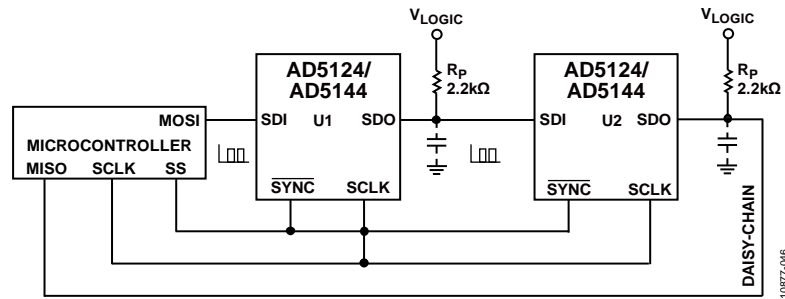 VLOGIC
VLOGIC
RP
2.2kΩ
RP
2.2kΩ
AD5124/
AD5144
AD5124/
AD5144
MOSI
SDI
U1
SDO
SDI
U2
SDO
MICROCONTROLLER
MISO
SCLK
SS
SYNC
SCLK
SYNC
SCLK
DAISY-CHAIN
10877-046